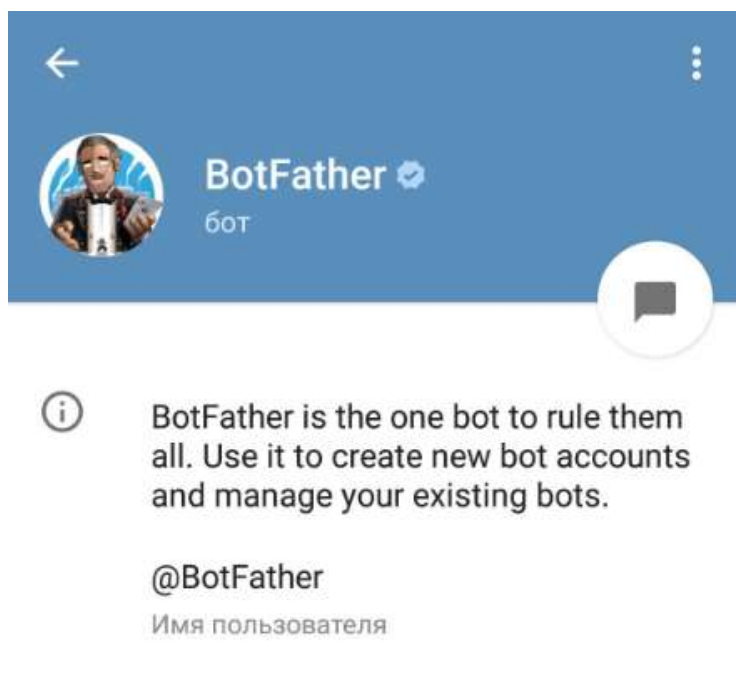 BotFather
бот
BotFather is the one bot to rule them
all. Use it to create new bot accounts
and manage your existing bots.
@BotFather
Имя пользователя